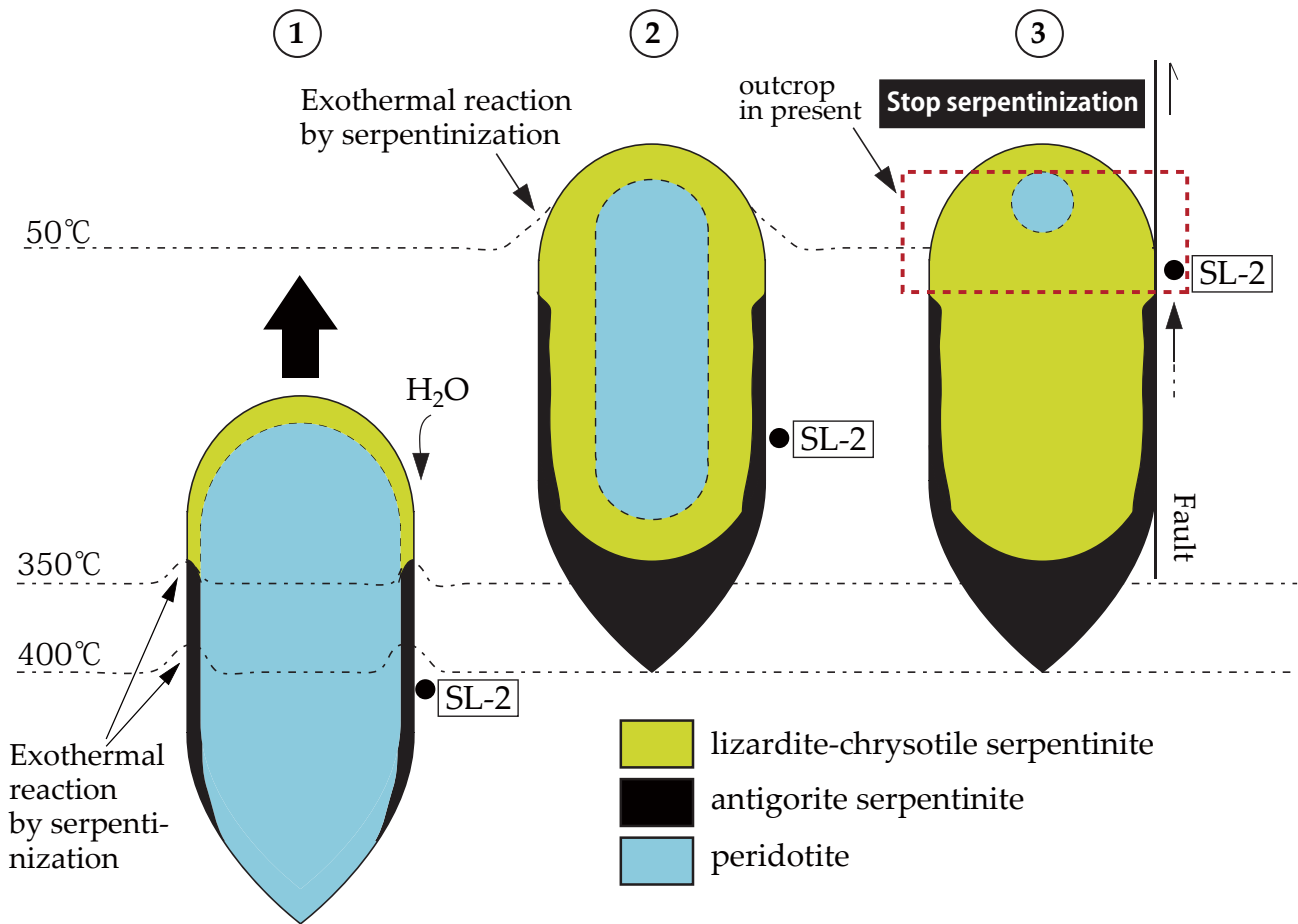 1
2
3
Exothermal reaction
by serpentinization
outcrop
in present
Stop serpentinization
50℃
SL-2
H₂O
SL-2
Fault
350℃
400℃
SL-2
Exothermal
reaction
by serpenti-
nization
lizardite-chrysotile serpentinite
antigorite serpentinite
peridotite